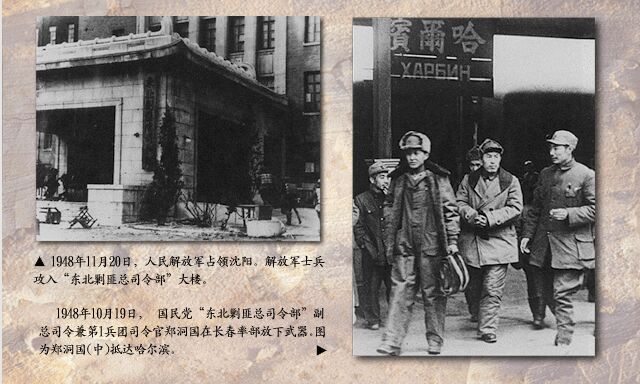 賓爾哈
ХАРБИН
▲ 1948年11月20日，人民解放军占领沈阳。解放军士兵
攻入“东北剿匪总司令部”大楼。
1948年10月19日， 国民党“东北剿匪总司令部”副
总司令兼第1兵团司令官郑洞国在长春率部放下武器。图
为郑洞国(中)抵达哈尔滨。 ▶